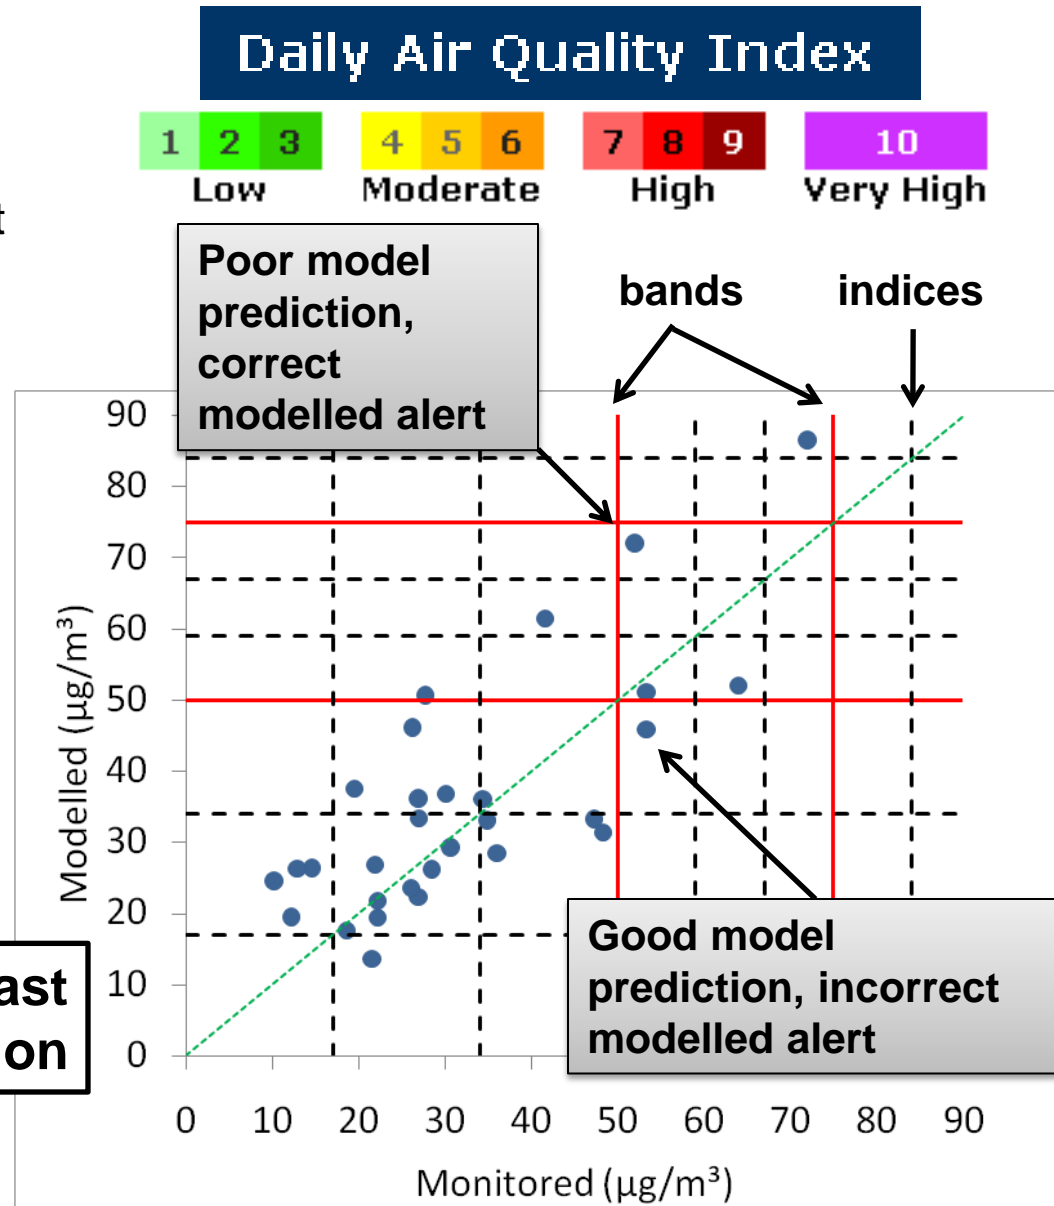 Daily Air Quality Index
1 2 3 4 5 6 7 8 9 10
Low Moderate High Very High
t
Poor model
prediction,
correct
modelled alert
bands indices
90
80
70
60
50
40
30
20
10
0
Modelled (µg/m³)
Good model
prediction, incorrect
modelled alert
ast
on
0 10 20 30 40 50 60 70 80 90
Monitored (µg/m³)